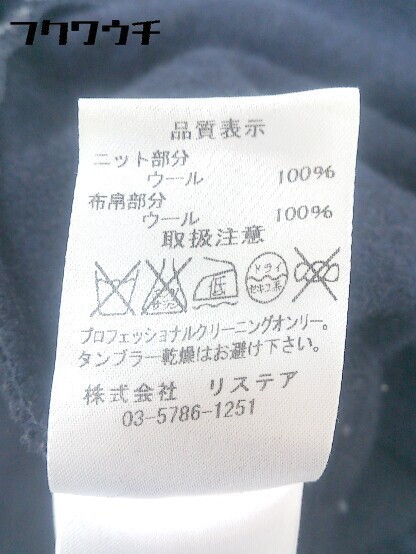 フクワウチ
品質表示
ニット部分
ウール 100%
布帛部分
ウール 100%
取扱注意
低
ドライ
セキユ系
プロフェッショナルクリーニングオンリー。
タンブラー乾燥はお避け下さい。
株式会社 リステア
03-5786-1251